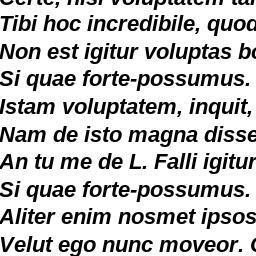 Certe, nisi voluptatem tan
Tibi hoc incredibile, quod
Non est igitur voluptas bo
Si quae forte-possumus.
Istam voluptatem, inquit,
Nam de isto magna disse
An tu me de L. Falli igitur
Si quae forte-possumus.
Aliter enim nosmet ipsos
Velut ego nunc moveor.